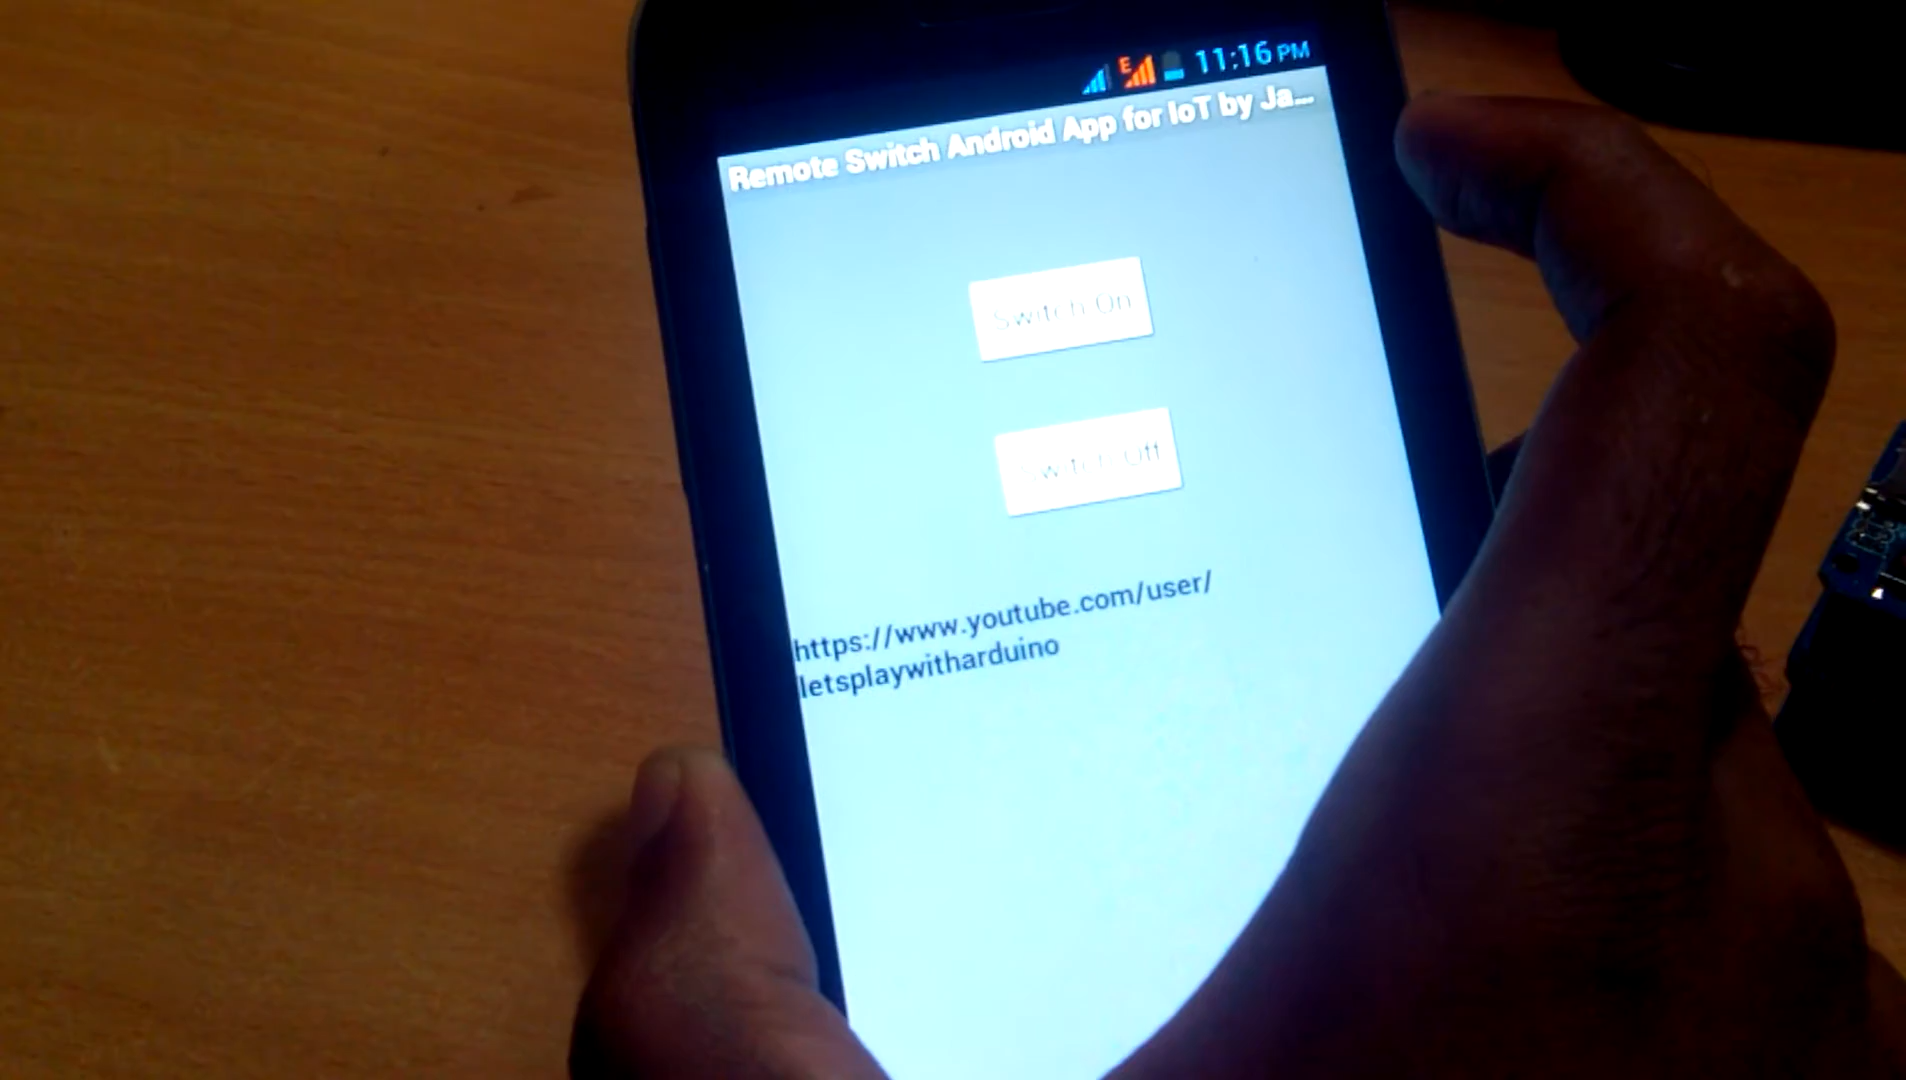 E 11:16 PM
Remote Switch Android App for IoT by Ja...
Switch On
Switch Off
https://www.youtube.com/user/
letsplaywitharduino